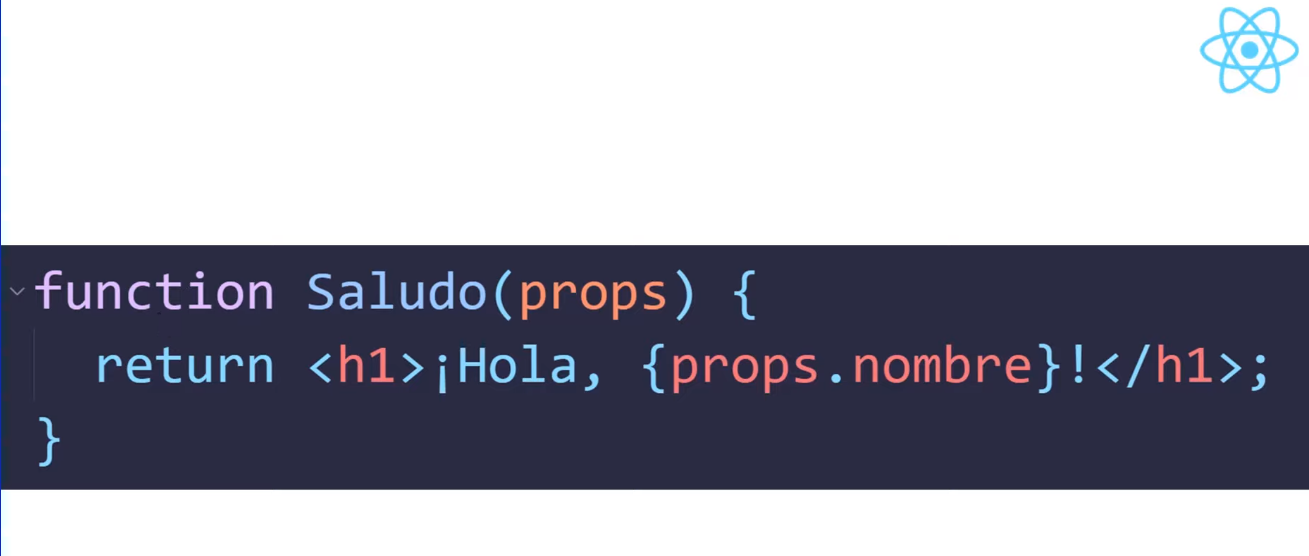 function Saludo(props) {
return <h1>¡Hola, {props.nombre}!</h1>;
}